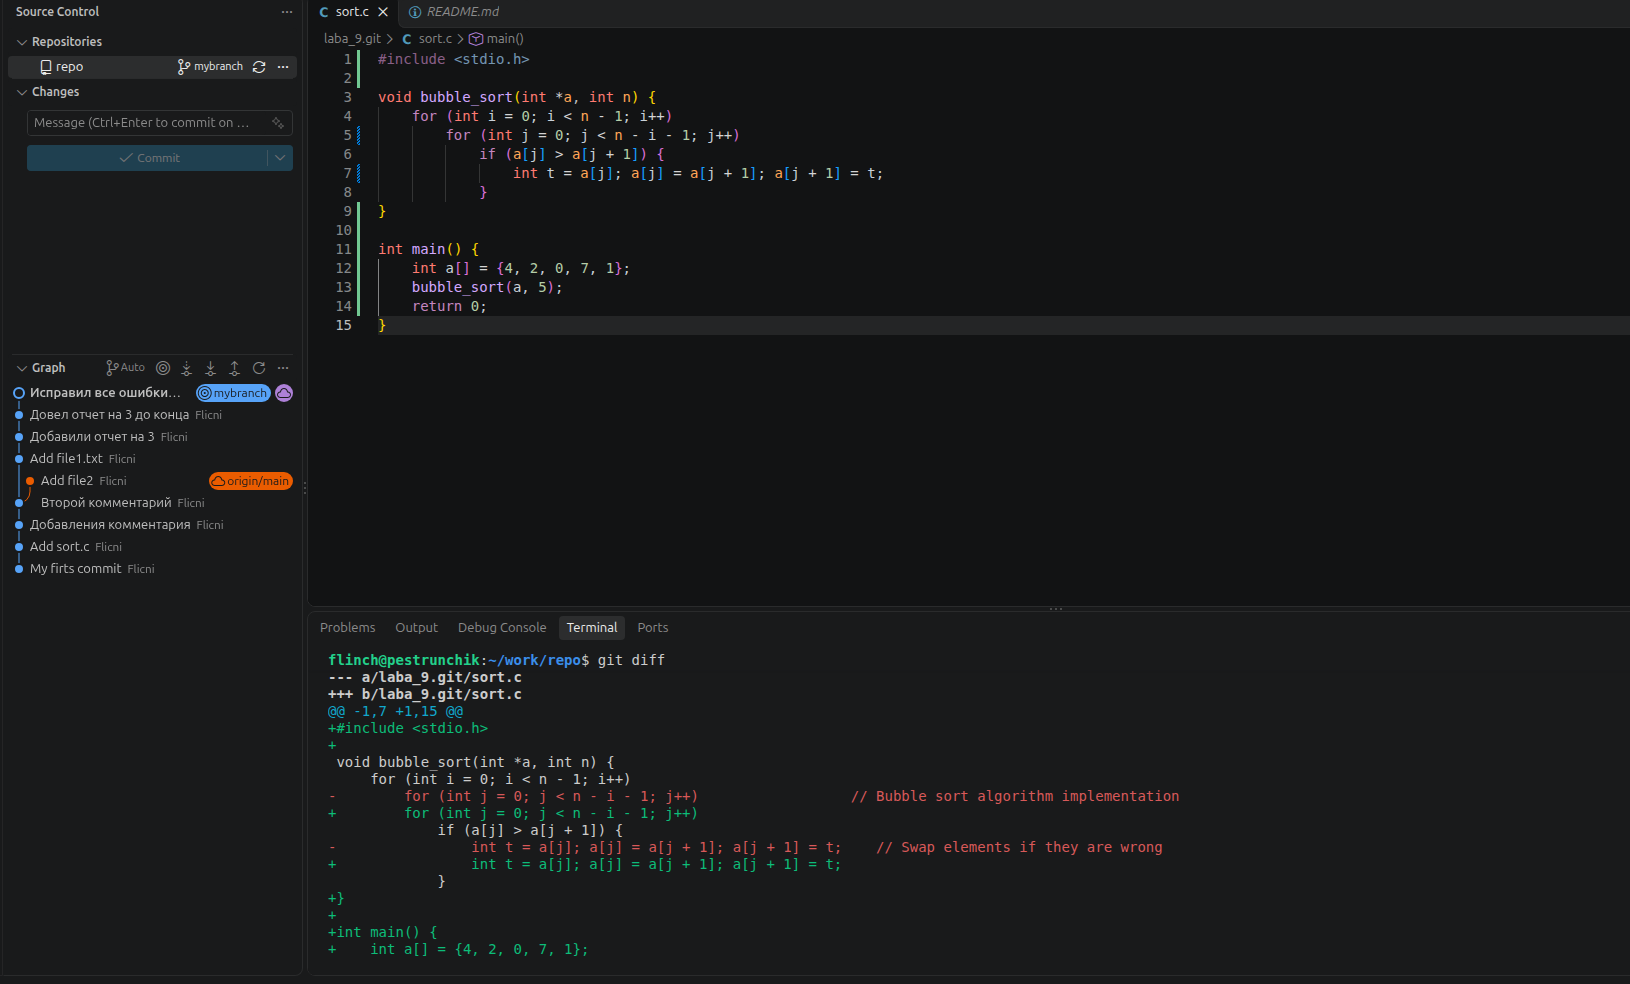 Source Control
Repositories
repo mybranch
Changes
Message (Ctrl+Enter to commit on ...
Commit
Graph Auto
Исправил все ошибки... mybranch
Довел отчет на 3 до конца Flicni
Добавили отчет на 3 Flicni
Add file1.txt Flicni
Add file2 Flicni origin/main
Второй комментарий Flicni
Добавления комментария Flicni
Add sort.c Flicni
My firts commit Flicni
C sort.c README.md
laba_9.git > C sort.c > main()
1 #include <stdio.h>
2
3 void bubble_sort(int *a, int n) {
4     for (int i = 0; i < n - 1; i++)
5         for (int j = 0; j < n - i - 1; j++)
6             if (a[j] > a[j + 1]) {
7                 int t = a[j]; a[j] = a[j + 1]; a[j + 1] = t;
8             }
9 }
10
11 int main() {
12     int a[] = {4, 2, 0, 7, 1};
13     bubble_sort(a, 5);
14     return 0;
15 }
Problems Output Debug Console Terminal Ports
flinch@pestrunchik:~/work/repo$ git diff
--- a/laba_9.git/sort.c
+++ b/laba_9.git/sort.c
@@ -1,7 +1,15 @@
+#include <stdio.h>
+
 void bubble_sort(int *a, int n) {
     for (int i = 0; i < n - 1; i++)
-        for (int j = 0; j < n - i - 1; j++)                  // Bubble sort algorithm implementation
+        for (int j = 0; j < n - i - 1; j++)
             if (a[j] > a[j + 1]) {
-                int t = a[j]; a[j] = a[j + 1]; a[j + 1] = t;    // Swap elements if they are wrong
+                int t = a[j]; a[j] = a[j + 1]; a[j + 1] = t;
             }
+}
+
+int main() {
+    int a[] = {4, 2, 0, 7, 1};